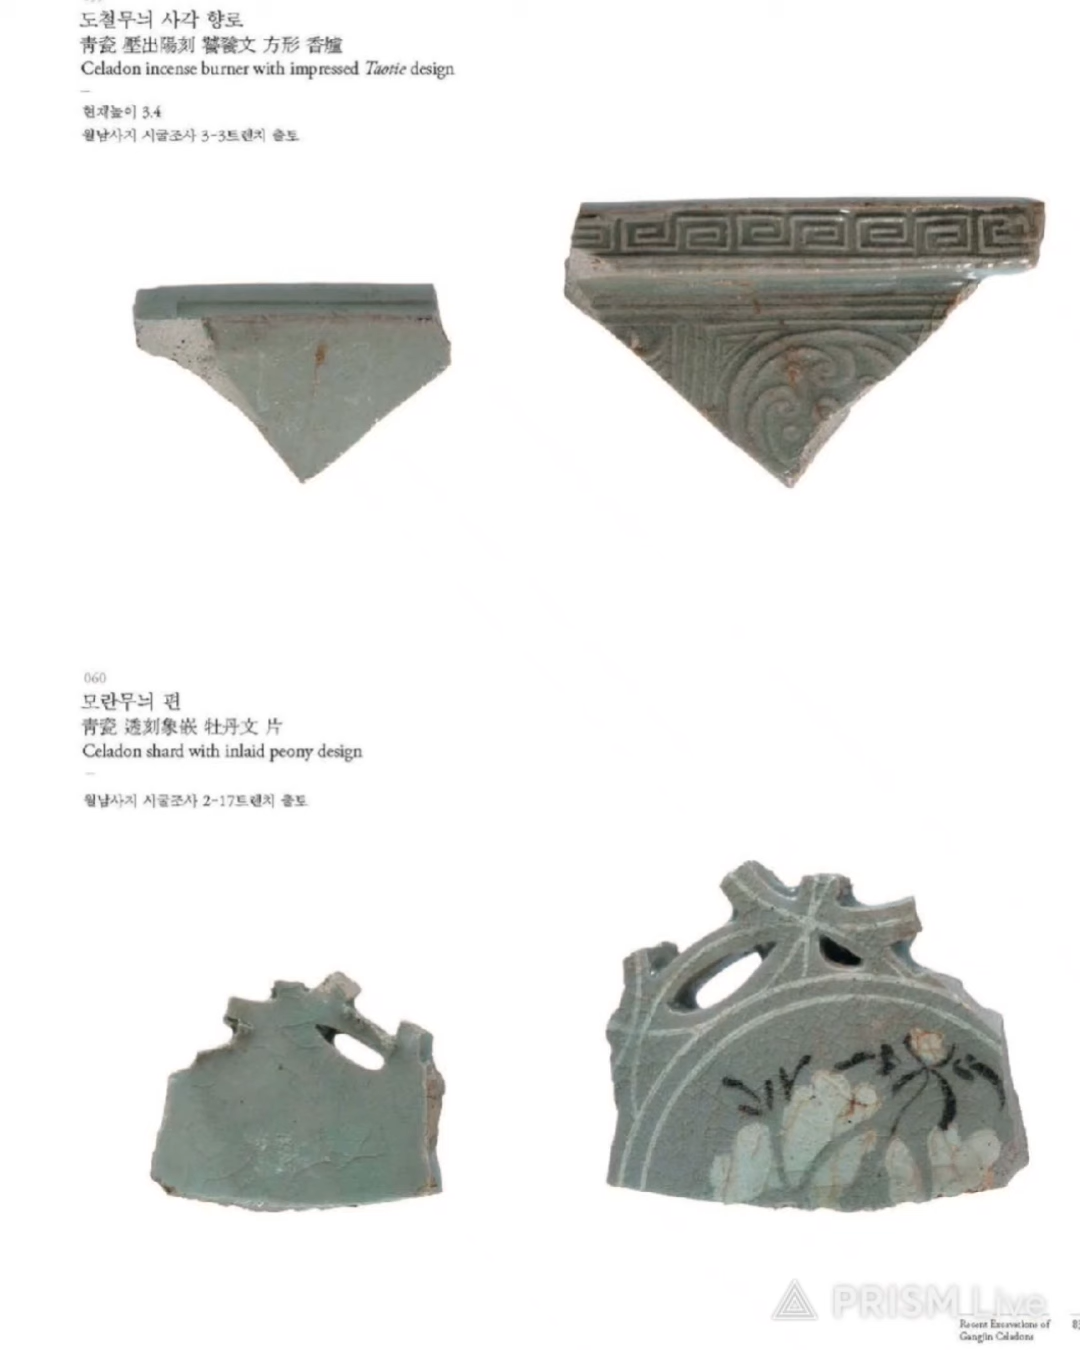 도철무늬 사각 향로
靑瓷 壓出陽刻 饕餮文 方形 香爐
Celadon incense burner with impressed Taotie design
현재높이 3.4
월남사지 시굴조사 3-3트렌치 출토
060
모란무늬 편
靑瓷 透刻象嵌 牡丹文 片
Celadon shard with inlaid peony design
월남사지 시굴조사 2-17트렌치 출토
PRISM Live
Recent Excavations of
Gangjin Celadons